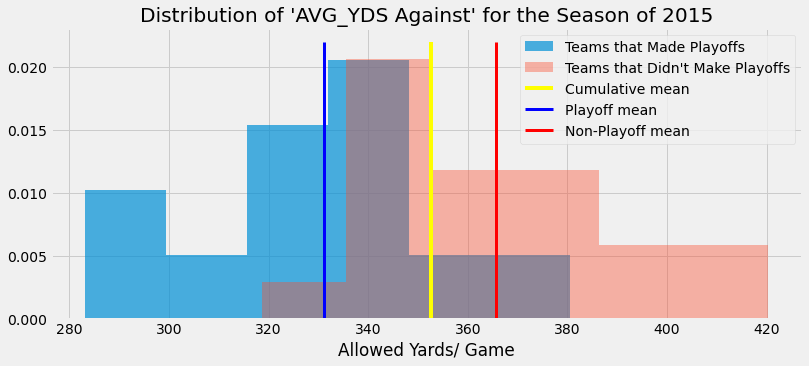 Distribution of 'AVG_YDS Against' for the Season of 2015
Teams that Made Playoffs
Teams that Didn't Make Playoffs
Cumulative mean
Playoff mean
Non-Playoff mean
0.020
0.015
0.010
0.005
0.000
280 300 320 340 360 380 400 420
Allowed Yards/ Game